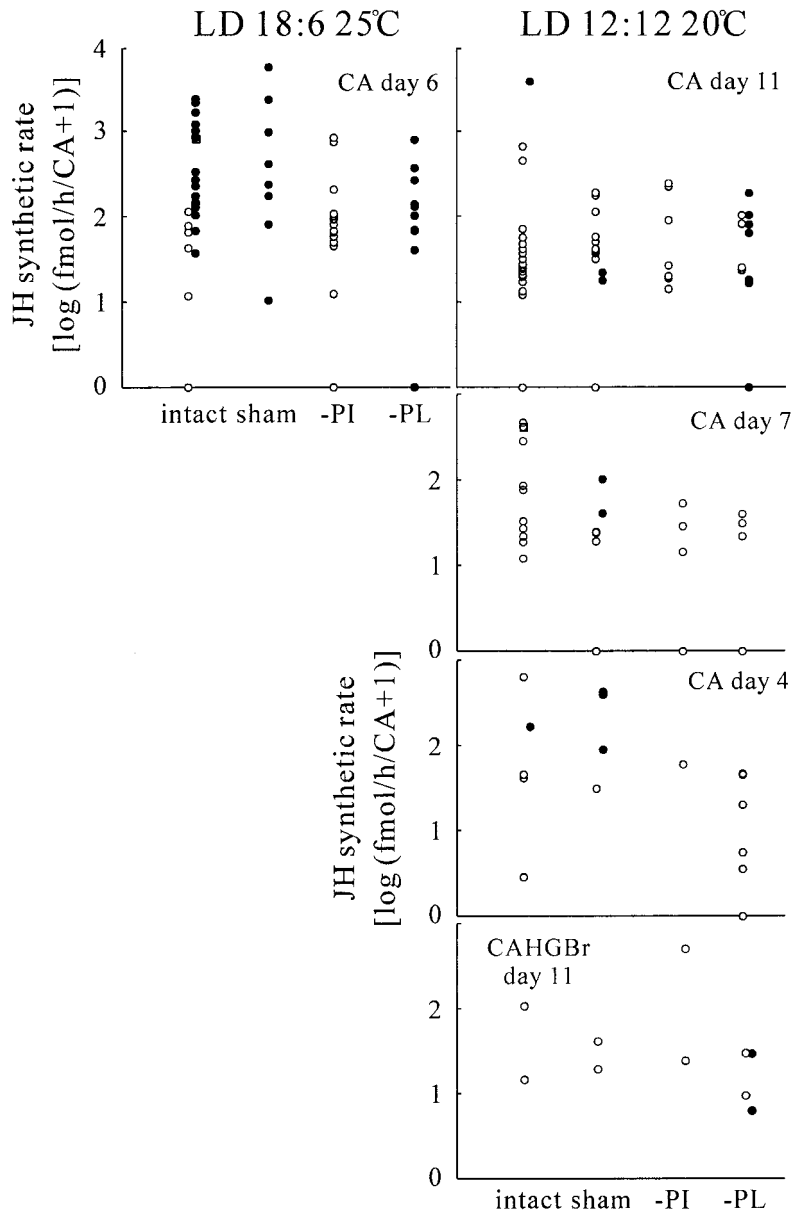 LD 18:6 25℃
LD 12:12 20℃
JH synthetic rate
[log (fmol/h/CA+1)]
4
3
2
1
0
CA day 6
intact sham -PI -PL
CA day 11
CA day 7
2
1
0
JH synthetic rate
[log (fmol/h/CA+1)]
CA day 4
2
1
0
CAHGBr
day 11
2
1
0
intact sham -PI -PL